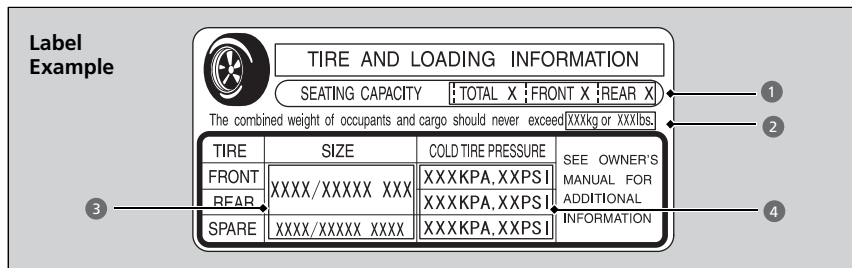 Label
Example
TIRE AND LOADING INFORMATION
SEATING CAPACITY TOTAL X FRONT X REAR X
1
The combined weight of occupants and cargo should never exceed XXXkg or XXXlbs.
2
TIRE SIZE COLD TIRE PRESSURE
SEE OWNER'S
MANUAL FOR
ADDITIONAL
INFORMATION
FRONT XXXX/XXXXX XXX XXXKPA,XXPSI
REAR XXXKPA,XXPSI
3
4
SPARE XXXX/XXXXX XXXX XXXKPA,XXPSI